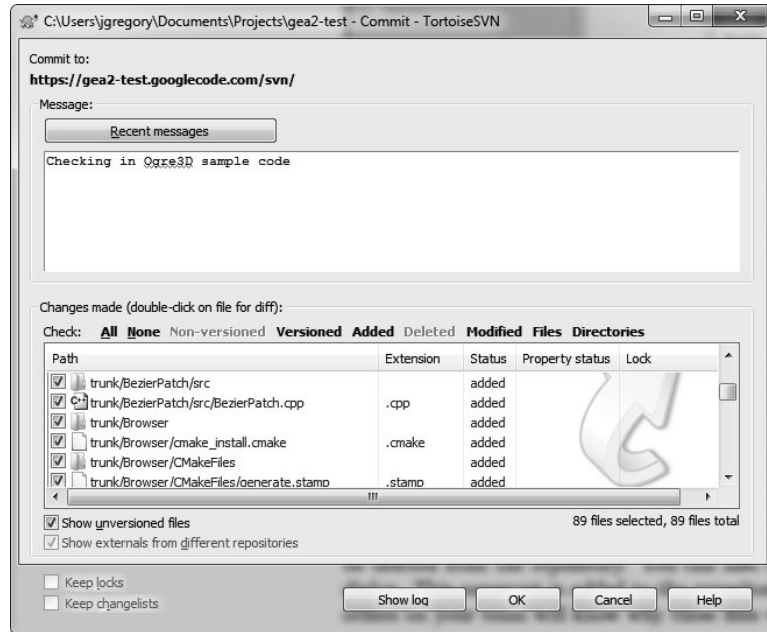 C:\Users\jgregory\Documents\Projects\gea2-test - Commit - TortoiseSVN
Commit to:
https://gea2-test.googlecode.com/svn/
Message:
Recent messages
Checking in Ogre3D sample code
Changes made (double-click on file for diff):
Check: All None Non-versioned Versioned Added Deleted Modified Files Directories
Path Extension Status Property status Lock
trunk/BezierPatch/src added
trunk/BezierPatch/src/BezierPatch.cpp .cpp added
trunk/Browser added
trunk/Browser/cmake_install.cmake .cmake added
trunk/Browser/CMakeFiles added
trunk/Browser/CMakeFiles/generate.stamp .stamp added
Show unversioned files 89 files selected, 89 files total
Show externals from different repositories
Keep locks
Keep changelists
Show log OK Cancel Help